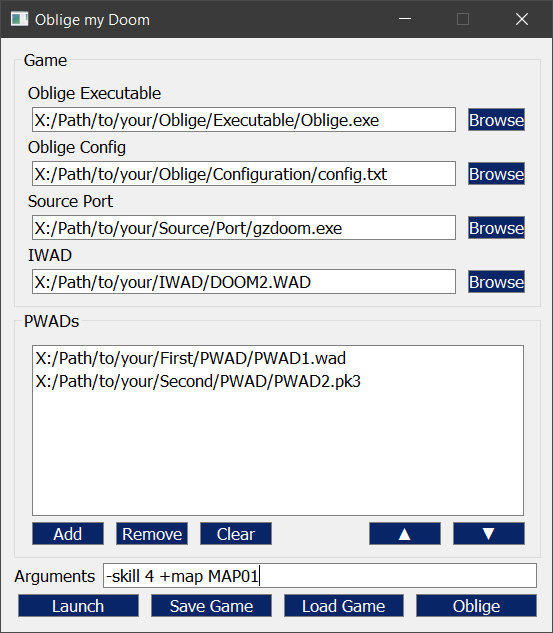 Oblige my Doom
Game
Oblige Executable
X:/Path/to/your/Oblige/Executable/Oblige.exe Browse
Oblige Config
X:/Path/to/your/Oblige/Configuration/config.txt Browse
Source Port
X:/Path/to/your/Source/Port/gzdoom.exe Browse
IWAD
X:/Path/to/your/IWAD/DOOM2.WAD Browse
PWADs
X:/Path/to/your/First/PWAD/PWAD1.wad
X:/Path/to/your/Second/PWAD/PWAD2.pk3
Add Remove Clear ▲ ▼
Arguments -skill 4 +map MAP01
Launch Save Game Load Game Oblige